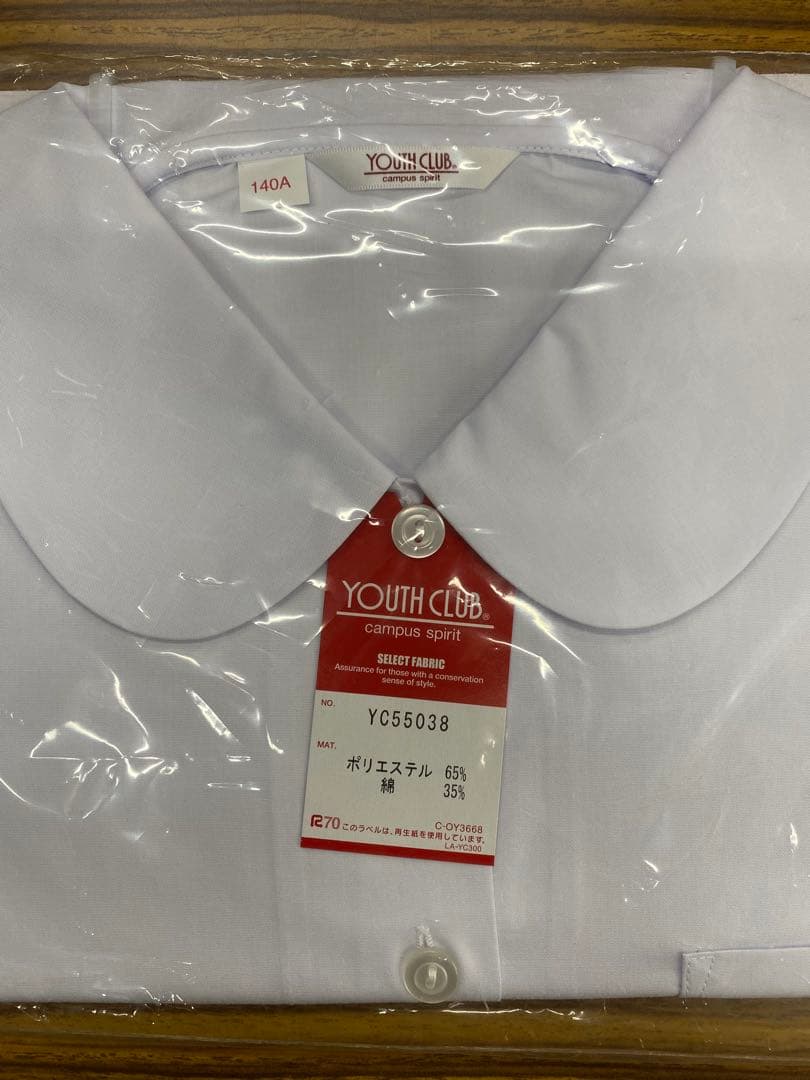 YOUTH CLUB®
campus spirit
140A
YOUTH CLUB®
campus spirit
SELECT FABRIC
Assurance for those with a conservation
sense of style.
NO.
YC55038
MAT.
ポリエステル 65%
綿 35%
R70 このラベルは、再生紙を使用しています。
C-OY3668
LA-YC300